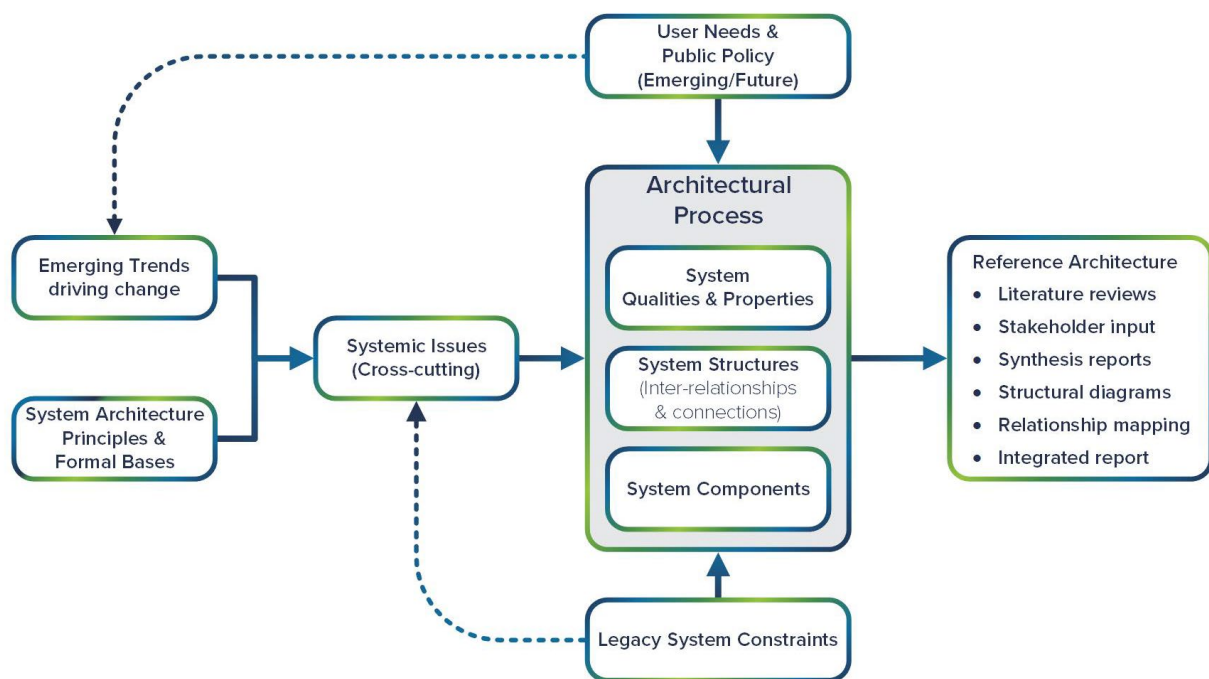 User Needs &
Public Policy
(Emerging/Future)
Architectural
Process
Emerging Trends
driving change
System
Qualities & Properties
Reference Architecture
• Literature reviews
• Stakeholder input
• Synthesis reports
• Structural diagrams
• Relationship mapping
• Integrated report
Systemic Issues
(Cross-cutting)
System Structures
(Inter-relationships
& connections)
System Architecture
Principles &
Formal Bases
System Components
Legacy System Constraints